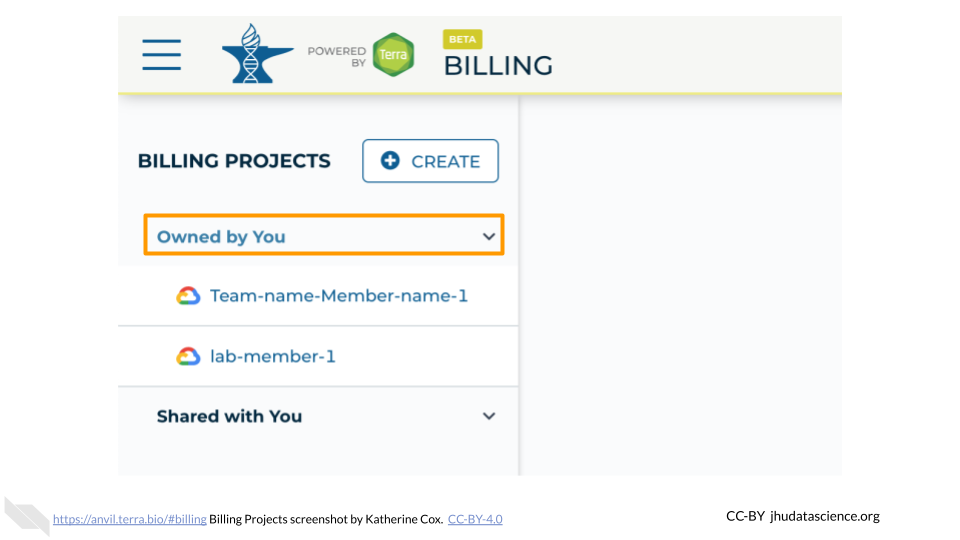 POWERED
BY
Terra
BETA
BILLING
BILLING PROJECTS
CREATE
Owned by You
Team-name-Member-name-1
lab-member-1
Shared with You
https://anvil.terra.bio/#billing Billing Projects screenshot by Katherine Cox. CC-BY-4.0
CC-BY jhudatascience.org